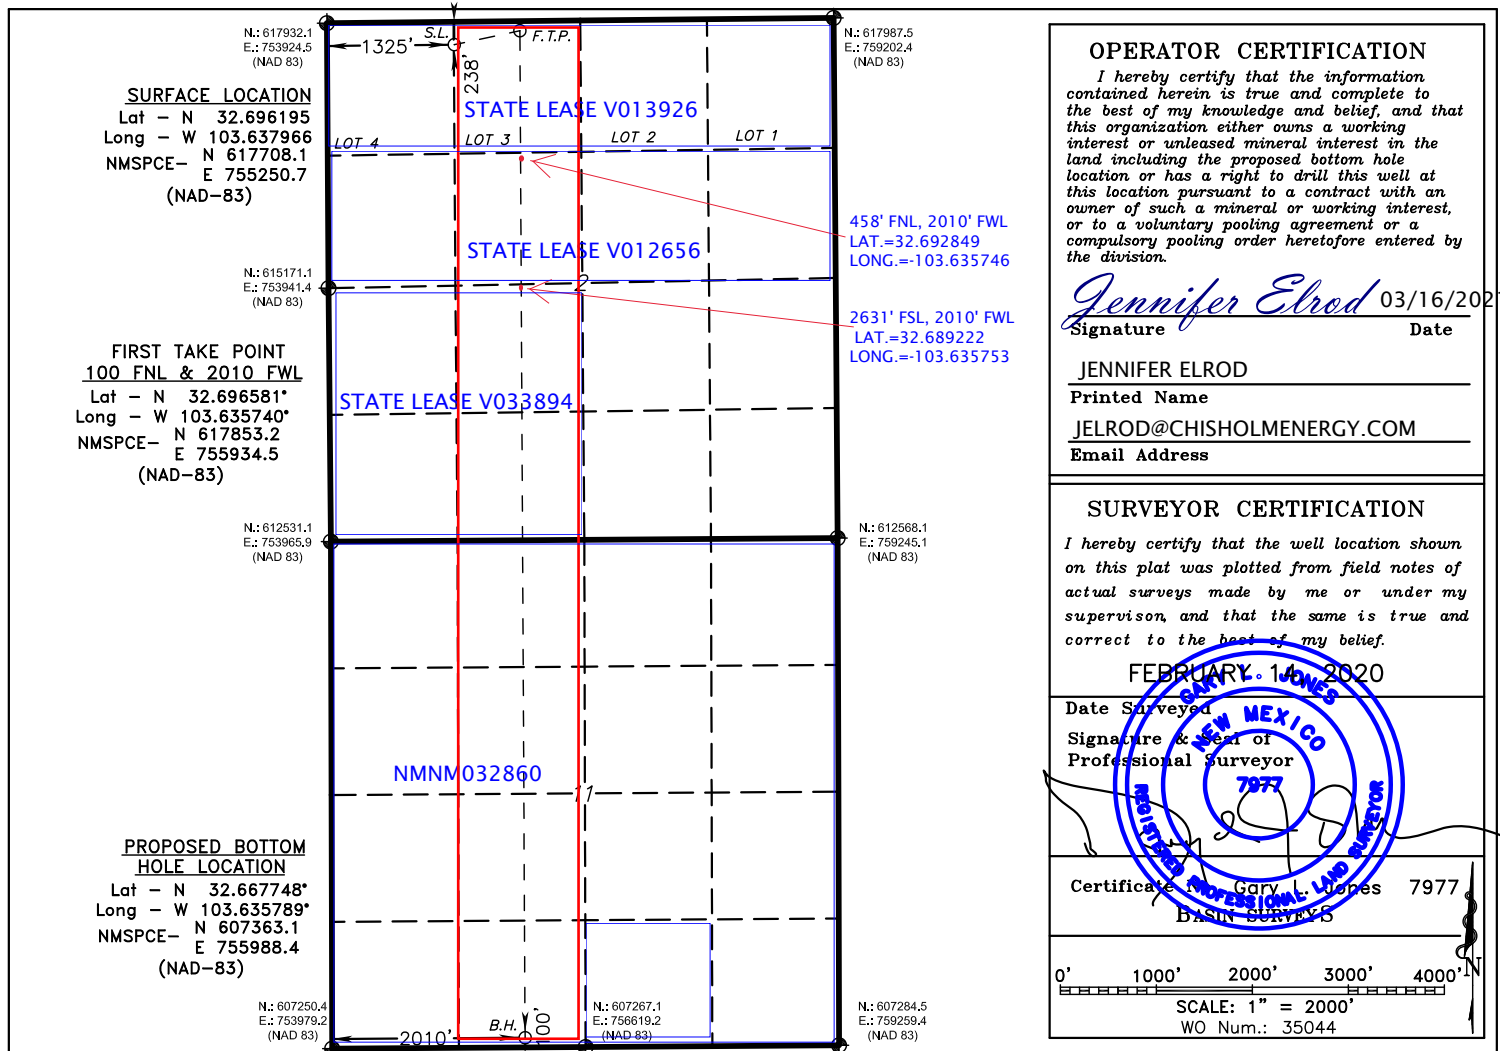 N.: 617932.1
E.: 753924.5
(NAD 83)
1325'
S.L.
F.T.P.
238'
N.: 617987.5
E.: 759202.4
(NAD 83)
SURFACE LOCATION
Lat - N 32.696195
Long - W 103.637966
NMSPCE- N 617708.1
E 755250.7
(NAD-83)
STATE LEASE V013926
LOT 4
LOT 3
LOT 2
LOT 1
458' FNL, 2010' FWL
LAT.=32.692849
LONG.=-103.635746
STATE LEASE V012656
N.: 615171.1
E.: 753941.4
(NAD 83)
2
2631' FSL, 2010' FWL
LAT.=32.689222
LONG.=-103.635753
FIRST TAKE POINT
100 FNL & 2010 FWL
Lat - N 32.696581°
Long - W 103.635740°
NMSPCE- N 617853.2
E 755934.5
(NAD-83)
STATE LEASE V033894
N.: 612531.1
E.: 753965.9
(NAD 83)
N.: 612568.1
E.: 759245.1
(NAD 83)
NMNM032860
11
PROPOSED BOTTOM
HOLE LOCATION
Lat - N 32.667748°
Long - W 103.635789°
NMSPCE- N 607363.1
E 755988.4
(NAD-83)
N.: 607250.4
E.: 753979.2
(NAD 83)
2010'
B.H.
100'
N.: 607267.1
E.: 756619.2
(NAD 83)
N.: 607284.5
E.: 759259.4
(NAD 83)
OPERATOR CERTIFICATION
I hereby certify that the information
contained herein is true and complete to
the best of my knowledge and belief, and that
this organization either owns a working
interest or unleased mineral interest in the
land including the proposed bottom hole
location or has a right to drill this well at
this location pursuant to a contract with an
owner of such a mineral or working interest,
or to a voluntary pooling agreement or a
compulsory pooling order heretofore entered by
the division.
Jennifer Elrod 03/16/202
Signature Date
JENNIFER ELROD
Printed Name
JELROD@CHISHOLMENERGY.COM
Email Address
SURVEYOR CERTIFICATION
I hereby certify that the well location shown
on this plat was plotted from field notes of
actual surveys made by me or under my
supervison, and that the same is true and
correct to the best of my belief.
FEBRUARY 14, 2020
Date Surveyed
Signature & Seal of
Professional Surveyor
GARY L. JONES
NEW MEXICO
7977
REGISTERED PROFESSIONAL LAND SURVEYOR
Certificate Gary L. Jones 7977
BASIN SURVEYS
0' 1000' 2000' 3000' 4000'
N
SCALE: 1" = 2000'
WO Num.: 35044